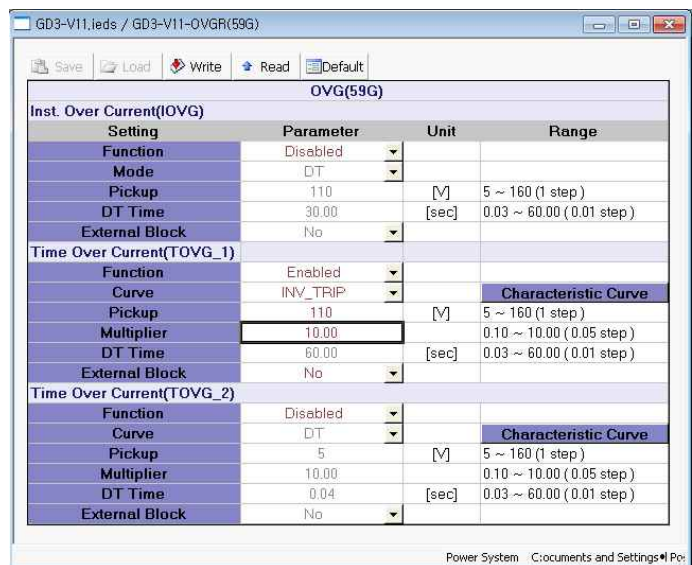 GD3-V11.ieds / GD3-V11-OVGR(59G)
Save Load Write Read Default
OVG(59G)
Inst. Over Current(IOVG)
Setting Parameter Unit Range
Function Disabled
Mode DT
Pickup 110 [V] 5 ~ 160 (1 step)
DT Time 30.00 [sec] 0.03 ~ 60.00 ( 0.01 step )
External Block No
Time Over Current(TOVG_1)
Function Enabled
Curve INV_TRIP Characteristic Curve
Pickup 110 [V] 5 ~ 160 (1 step )
Multiplier 10.00 0.10 ~ 10.00 ( 0.05 step )
DT Time 60.00 [sec] 0.03 ~ 60.00 ( 0.01 step )
External Block No
Time Over Current(TOVG_2)
Function Disabled
Curve DT Characteristic Curve
Pickup 5 [V] 5 ~ 160 (1 step )
Multiplier 10.00 0.10 ~ 10.00 ( 0.05 step )
DT Time 0.04 [sec] 0.03 ~ 60.00 ( 0.01 step )
External Block No
Power System C:ocuments and Settings